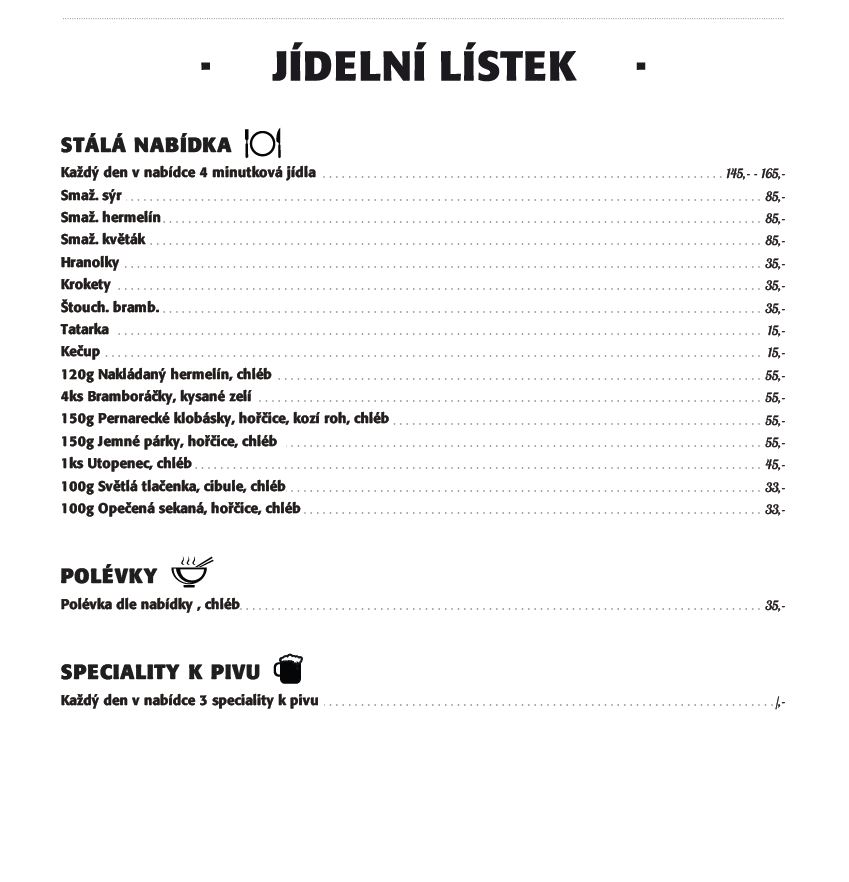 - JÍDELNÍ LÍSTEK -
STÁLÁ NABÍDKA
Každý den v nabídce 4 minutková jídla 145,- - 165,-
Smaž. sýr 85,-
Smaž. hermelín 85,-
Smaž. květák 85,-
Hranolky 35,-
Krokety 35,-
Štouch. bramb. 35,-
Tatarka 15,-
Kečup 15,-
120g Nakládaný hermelín, chléb 55,-
4ks Bramboráčky, kysané zelí 55,-
150g Pernarecké klobásky, hořčice, kozí roh, chléb 55,-
150g Jemné párky, hořčice, chléb 55,-
1ks Utopenec, chléb 45,-
100g Světlá tlačenka, cibule, chléb 33,-
100g Opečená sekaná, hořčice, chléb 33,-
POLÉVKY
Polévka dle nabídky , chléb 35,-
SPECIALITY K PIVU
Každý den v nabídce 3 speciality k pivu /,-